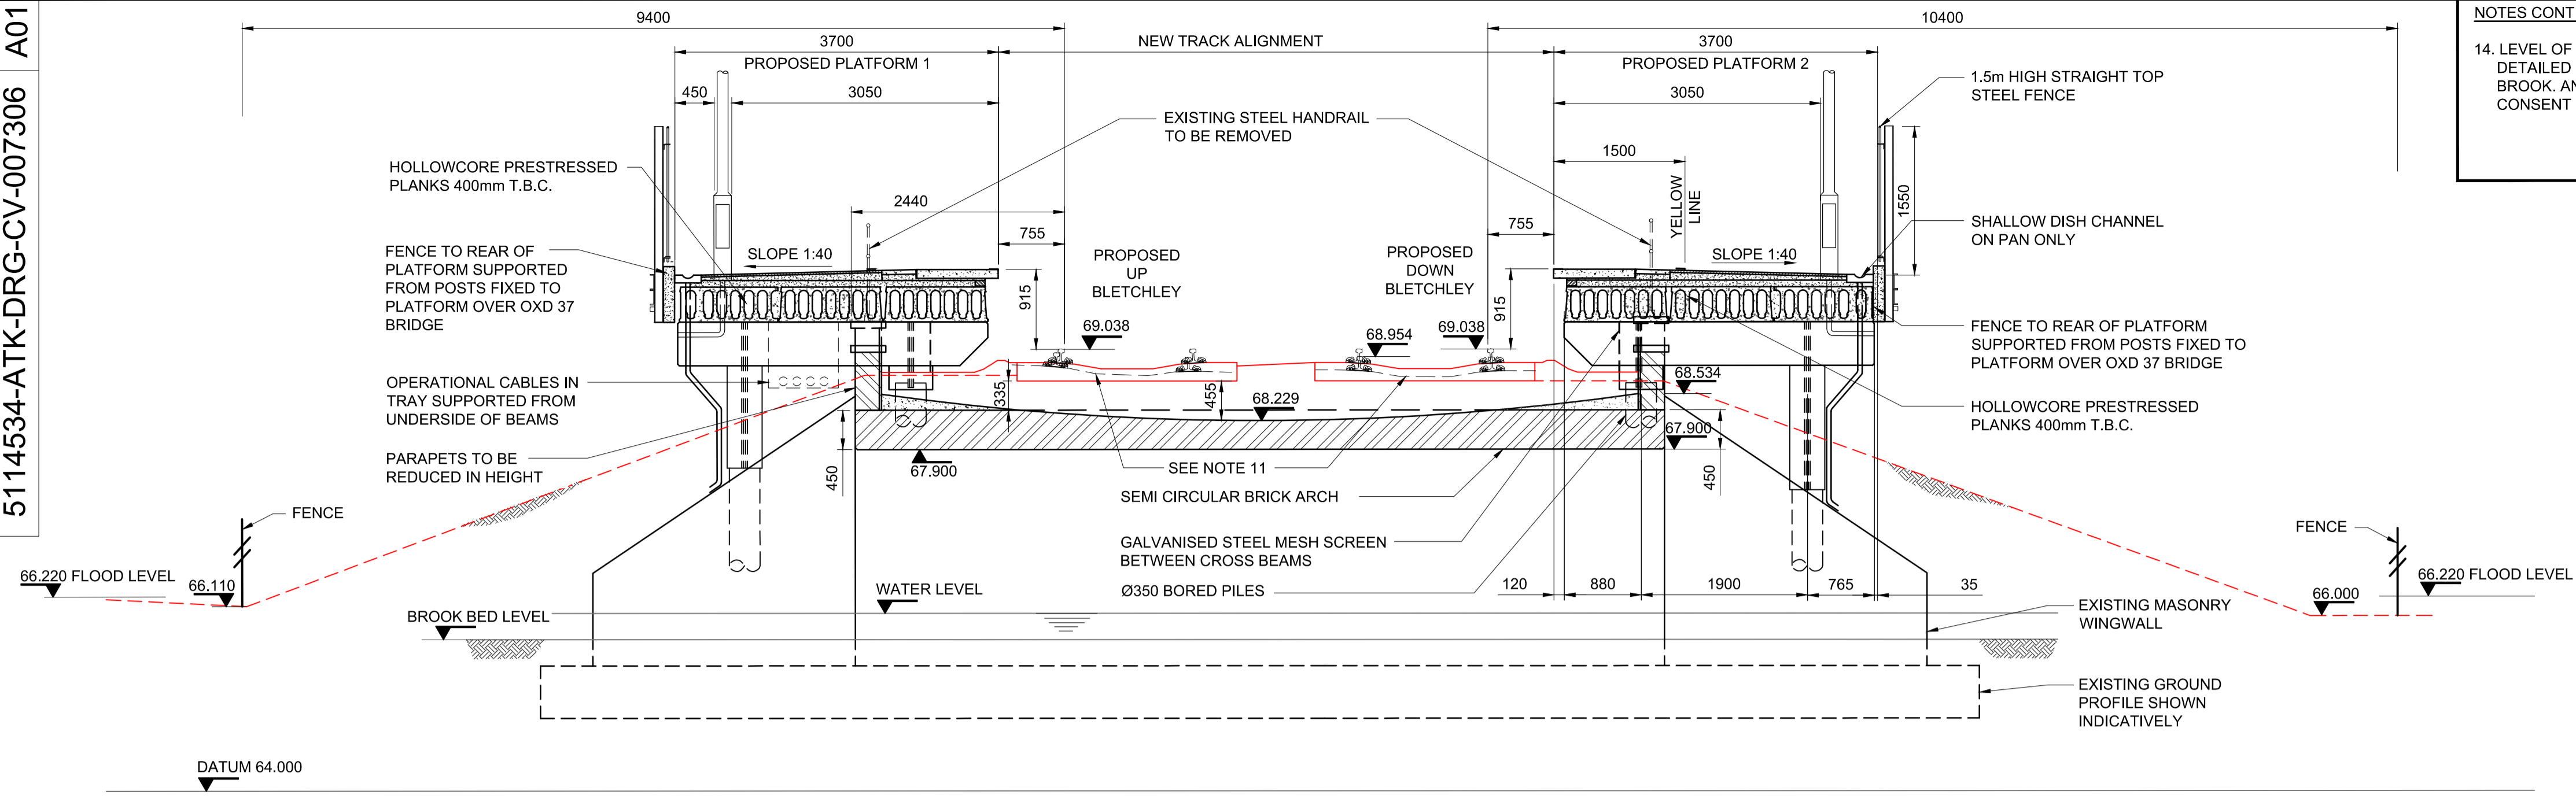 5114534-ATK-DRG-CV-007306 A01
9400
10400
3700
NEW TRACK ALIGNMENT
3700
PROPOSED PLATFORM 1
PROPOSED PLATFORM 2
450
3050
3050
NOTES CONT
14. LEVEL OF
DETAILED
BROOK. AN
CONSENT
1.5m HIGH STRAIGHT TOP
STEEL FENCE
EXISTING STEEL HANDRAIL
TO BE REMOVED
HOLLOWCORE PRESTRESSED
PLANKS 400mm T.B.C.
1500
YELLOW
LINE
1550
2440
755
755
SHALLOW DISH CHANNEL
ON PAN ONLY
FENCE TO REAR OF
PLATFORM SUPPORTED
FROM POSTS FIXED TO
PLATFORM OVER OXD 37
BRIDGE
SLOPE 1:40
PROPOSED
UP
BLETCHLEY
PROPOSED
DOWN
BLETCHLEY
SLOPE 1:40
915
915
69.038
68.954
69.038
FENCE TO REAR OF PLATFORM
SUPPORTED FROM POSTS FIXED TO
PLATFORM OVER OXD 37 BRIDGE
OPERATIONAL CABLES IN
TRAY SUPPORTED FROM
UNDERSIDE OF BEAMS
335
455
68.229
68.534
HOLLOWCORE PRESTRESSED
PLANKS 400mm T.B.C.
67.900
PARAPETS TO BE
REDUCED IN HEIGHT
450
67.900
SEE NOTE 11
450
SEMI CIRCULAR BRICK ARCH
FENCE
FENCE
GALVANISED STEEL MESH SCREEN
BETWEEN CROSS BEAMS
66.220 FLOOD LEVEL
66.110
WATER LEVEL
Ø350 BORED PILES
120
880
1900
765
35
66.000
66.220 FLOOD LEVEL
BROOK BED LEVEL
EXISTING MASONRY
WINGWALL
EXISTING GROUND
PROFILE SHOWN
INDICATIVELY
DATUM 64.000